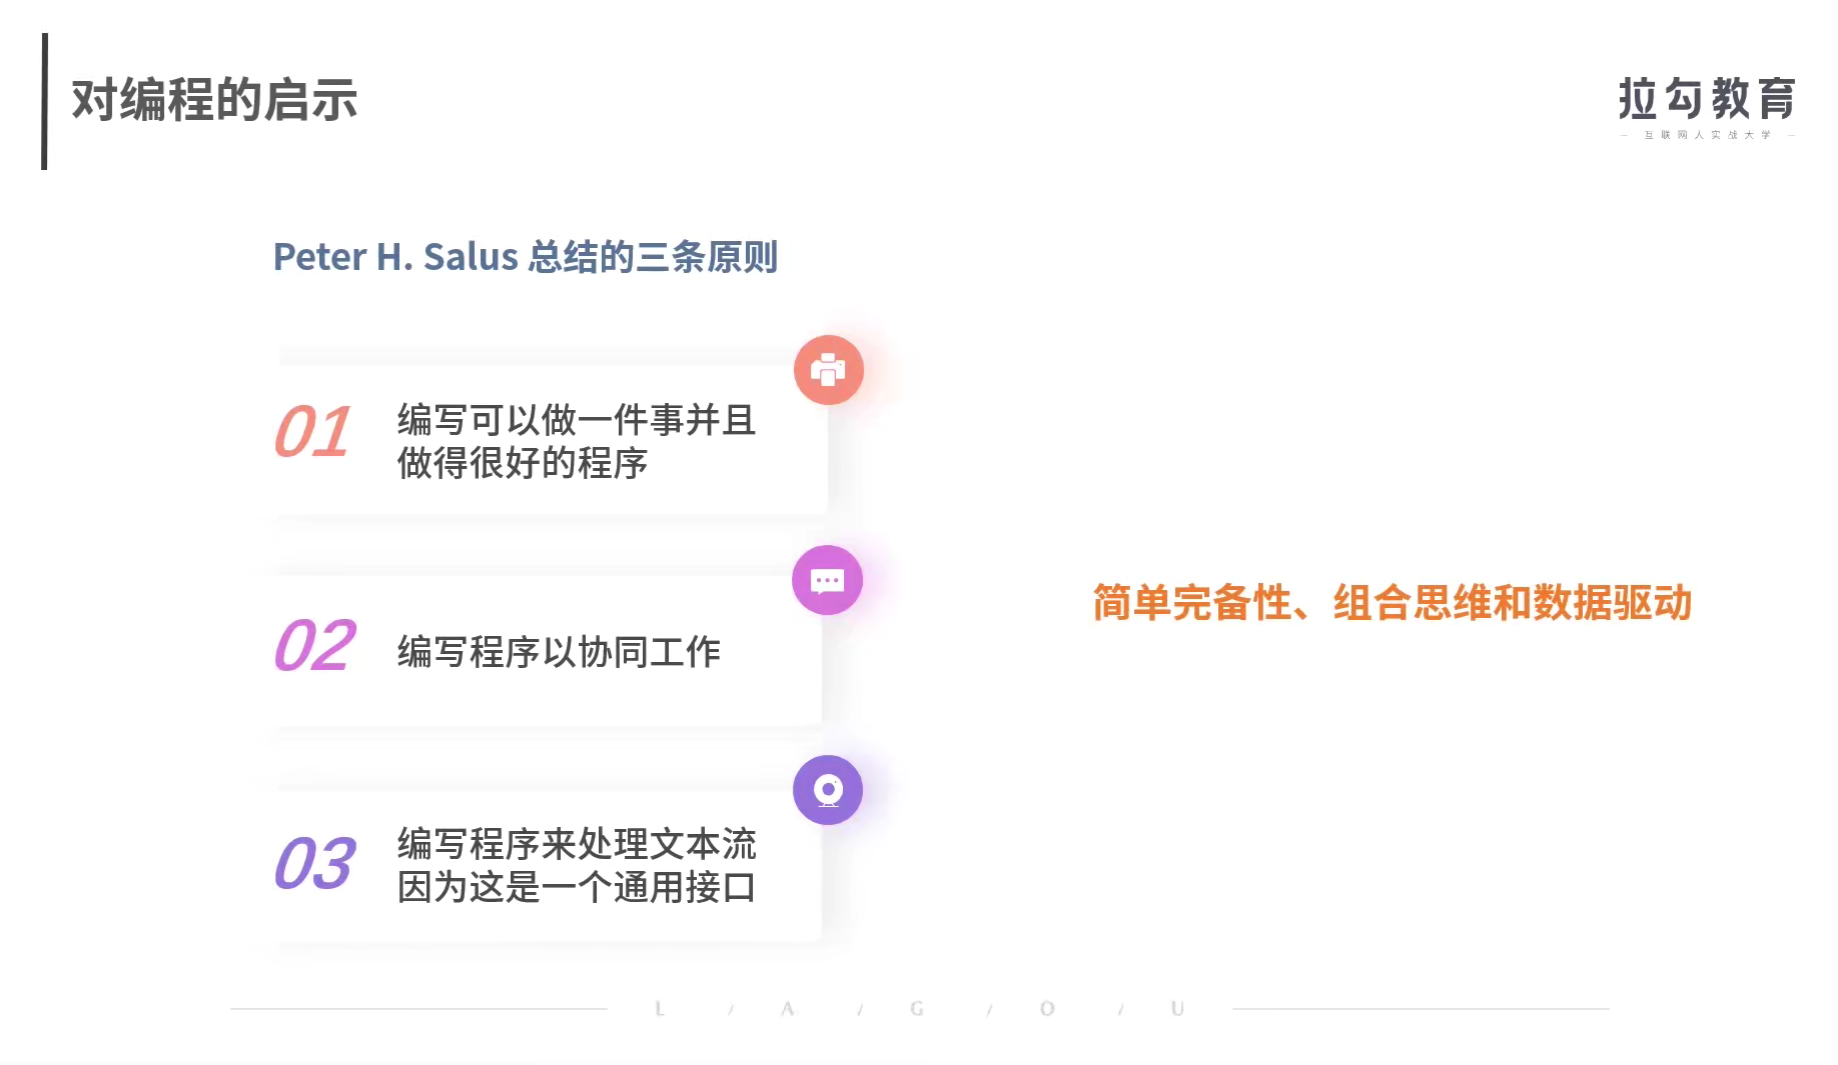 对编程的启示
拉勾教育
— 互联网人实战大学 —
Peter H. Salus 总结的三条原则
01
编写可以做一件事并且
做得很好的程序
02
编写程序以协同工作
简单完备性、组合思维和数据驱动
03
编写程序来处理文本流
因为这是一个通用接口
L / A / G / O / U